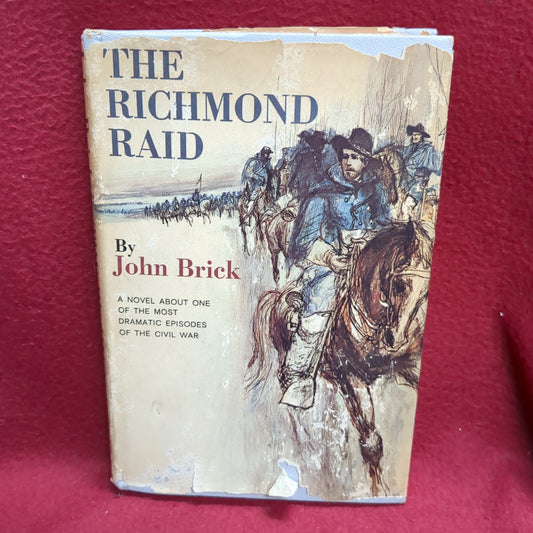 THE
RICHMOND
RAID
By
John Brick
A NOVEL ABOUT ONE
OF THE MOST
DRAMATIC EPISODES
OF THE CIVIL WAR